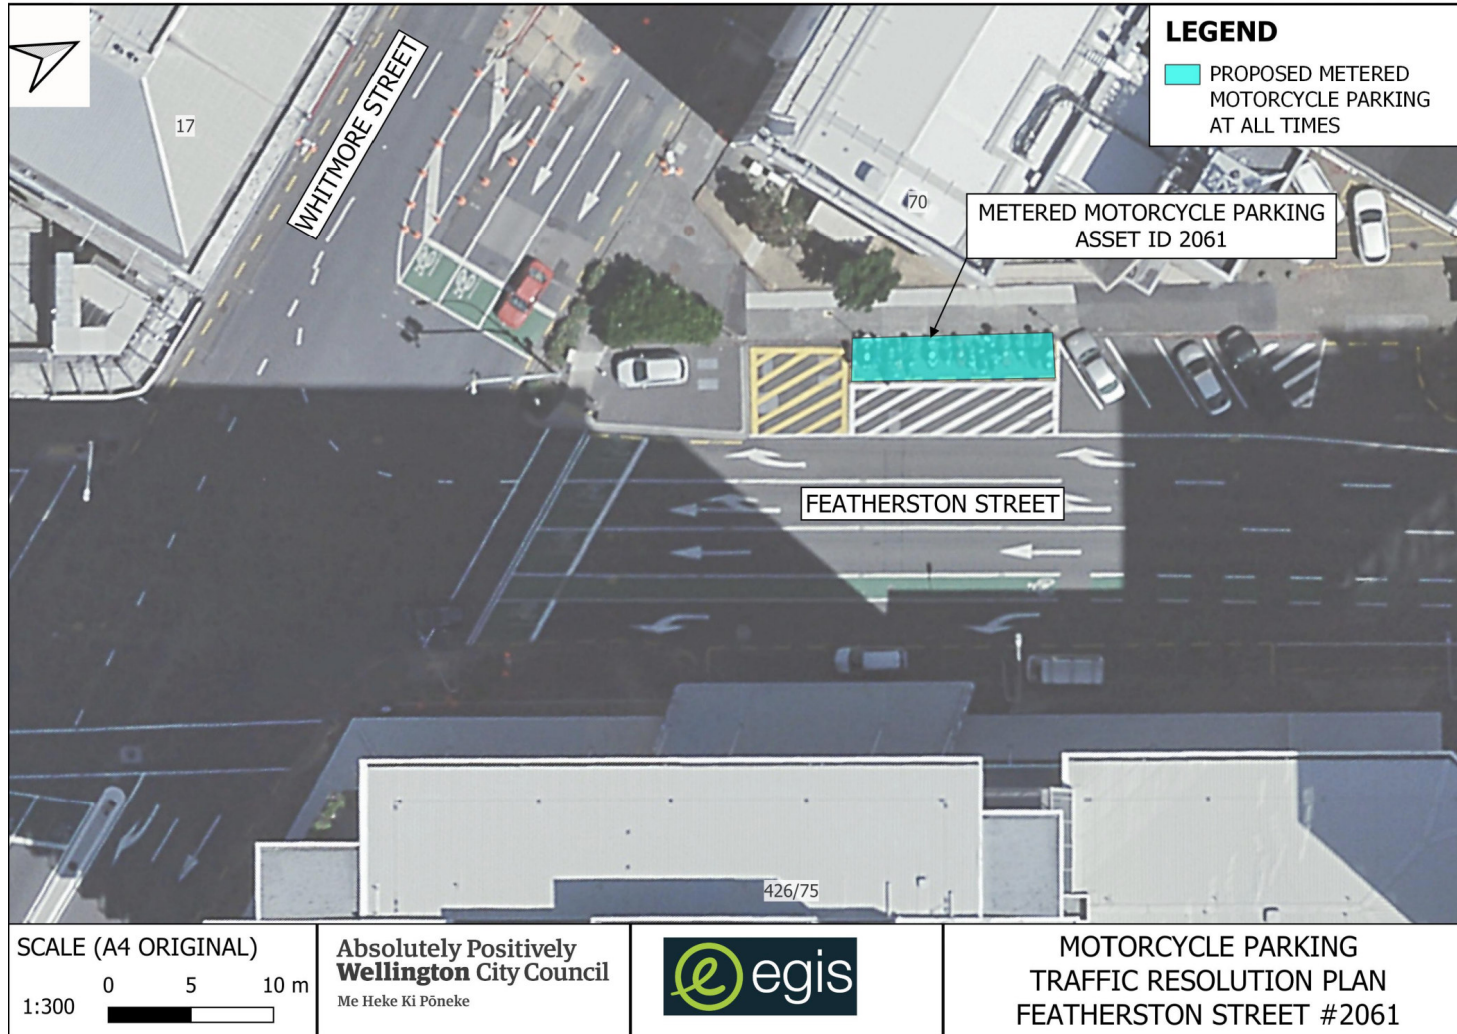 LEGEND
PROPOSED METERED
MOTORCYCLE PARKING
AT ALL TIMES
WHITMORE STREET
17
70
METERED MOTORCYCLE PARKING
ASSET ID 2061
FEATHERSTON STREET
426/75
SCALE (A4 ORIGINAL)
0 5 10 m
1:300
Absolutely Positively
Wellington City Council
Me Heke Ki Pōneke
e egis
MOTORCYCLE PARKING
TRAFFIC RESOLUTION PLAN
FEATHERSTON STREET #2061